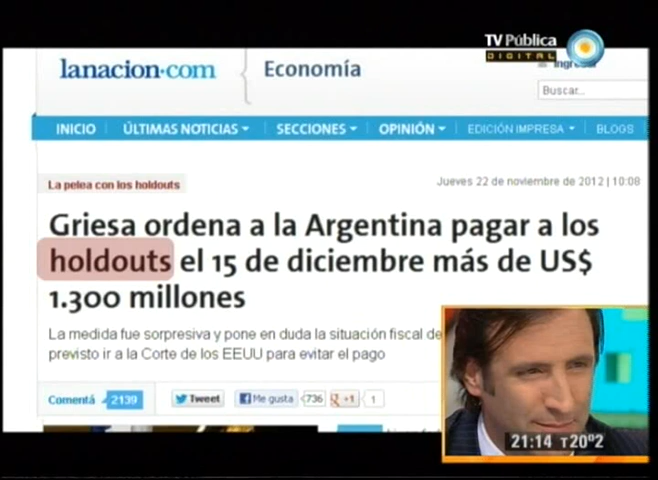 TV Pública
DIGITAL
lanacion.com
Economía
Ingresar
Buscar...
INICIO ÚLTIMAS NOTICIAS SECCIONES OPINIÓN EDICIÓN IMPRESA BLOGS
La pelea con los holdouts
Jueves 22 de noviembre de 2012 | 10:08
Griesa ordena a la Argentina pagar a los
holdouts el 15 de diciembre más de US$
1.300 millones
La medida fue sorpresiva y pone en duda la situación fiscal de
previsto ir a la Corte de los EEUU para evitar el pago
Comentá 2139 Tweet Me gusta 736 +1 1
21:14 T20º2